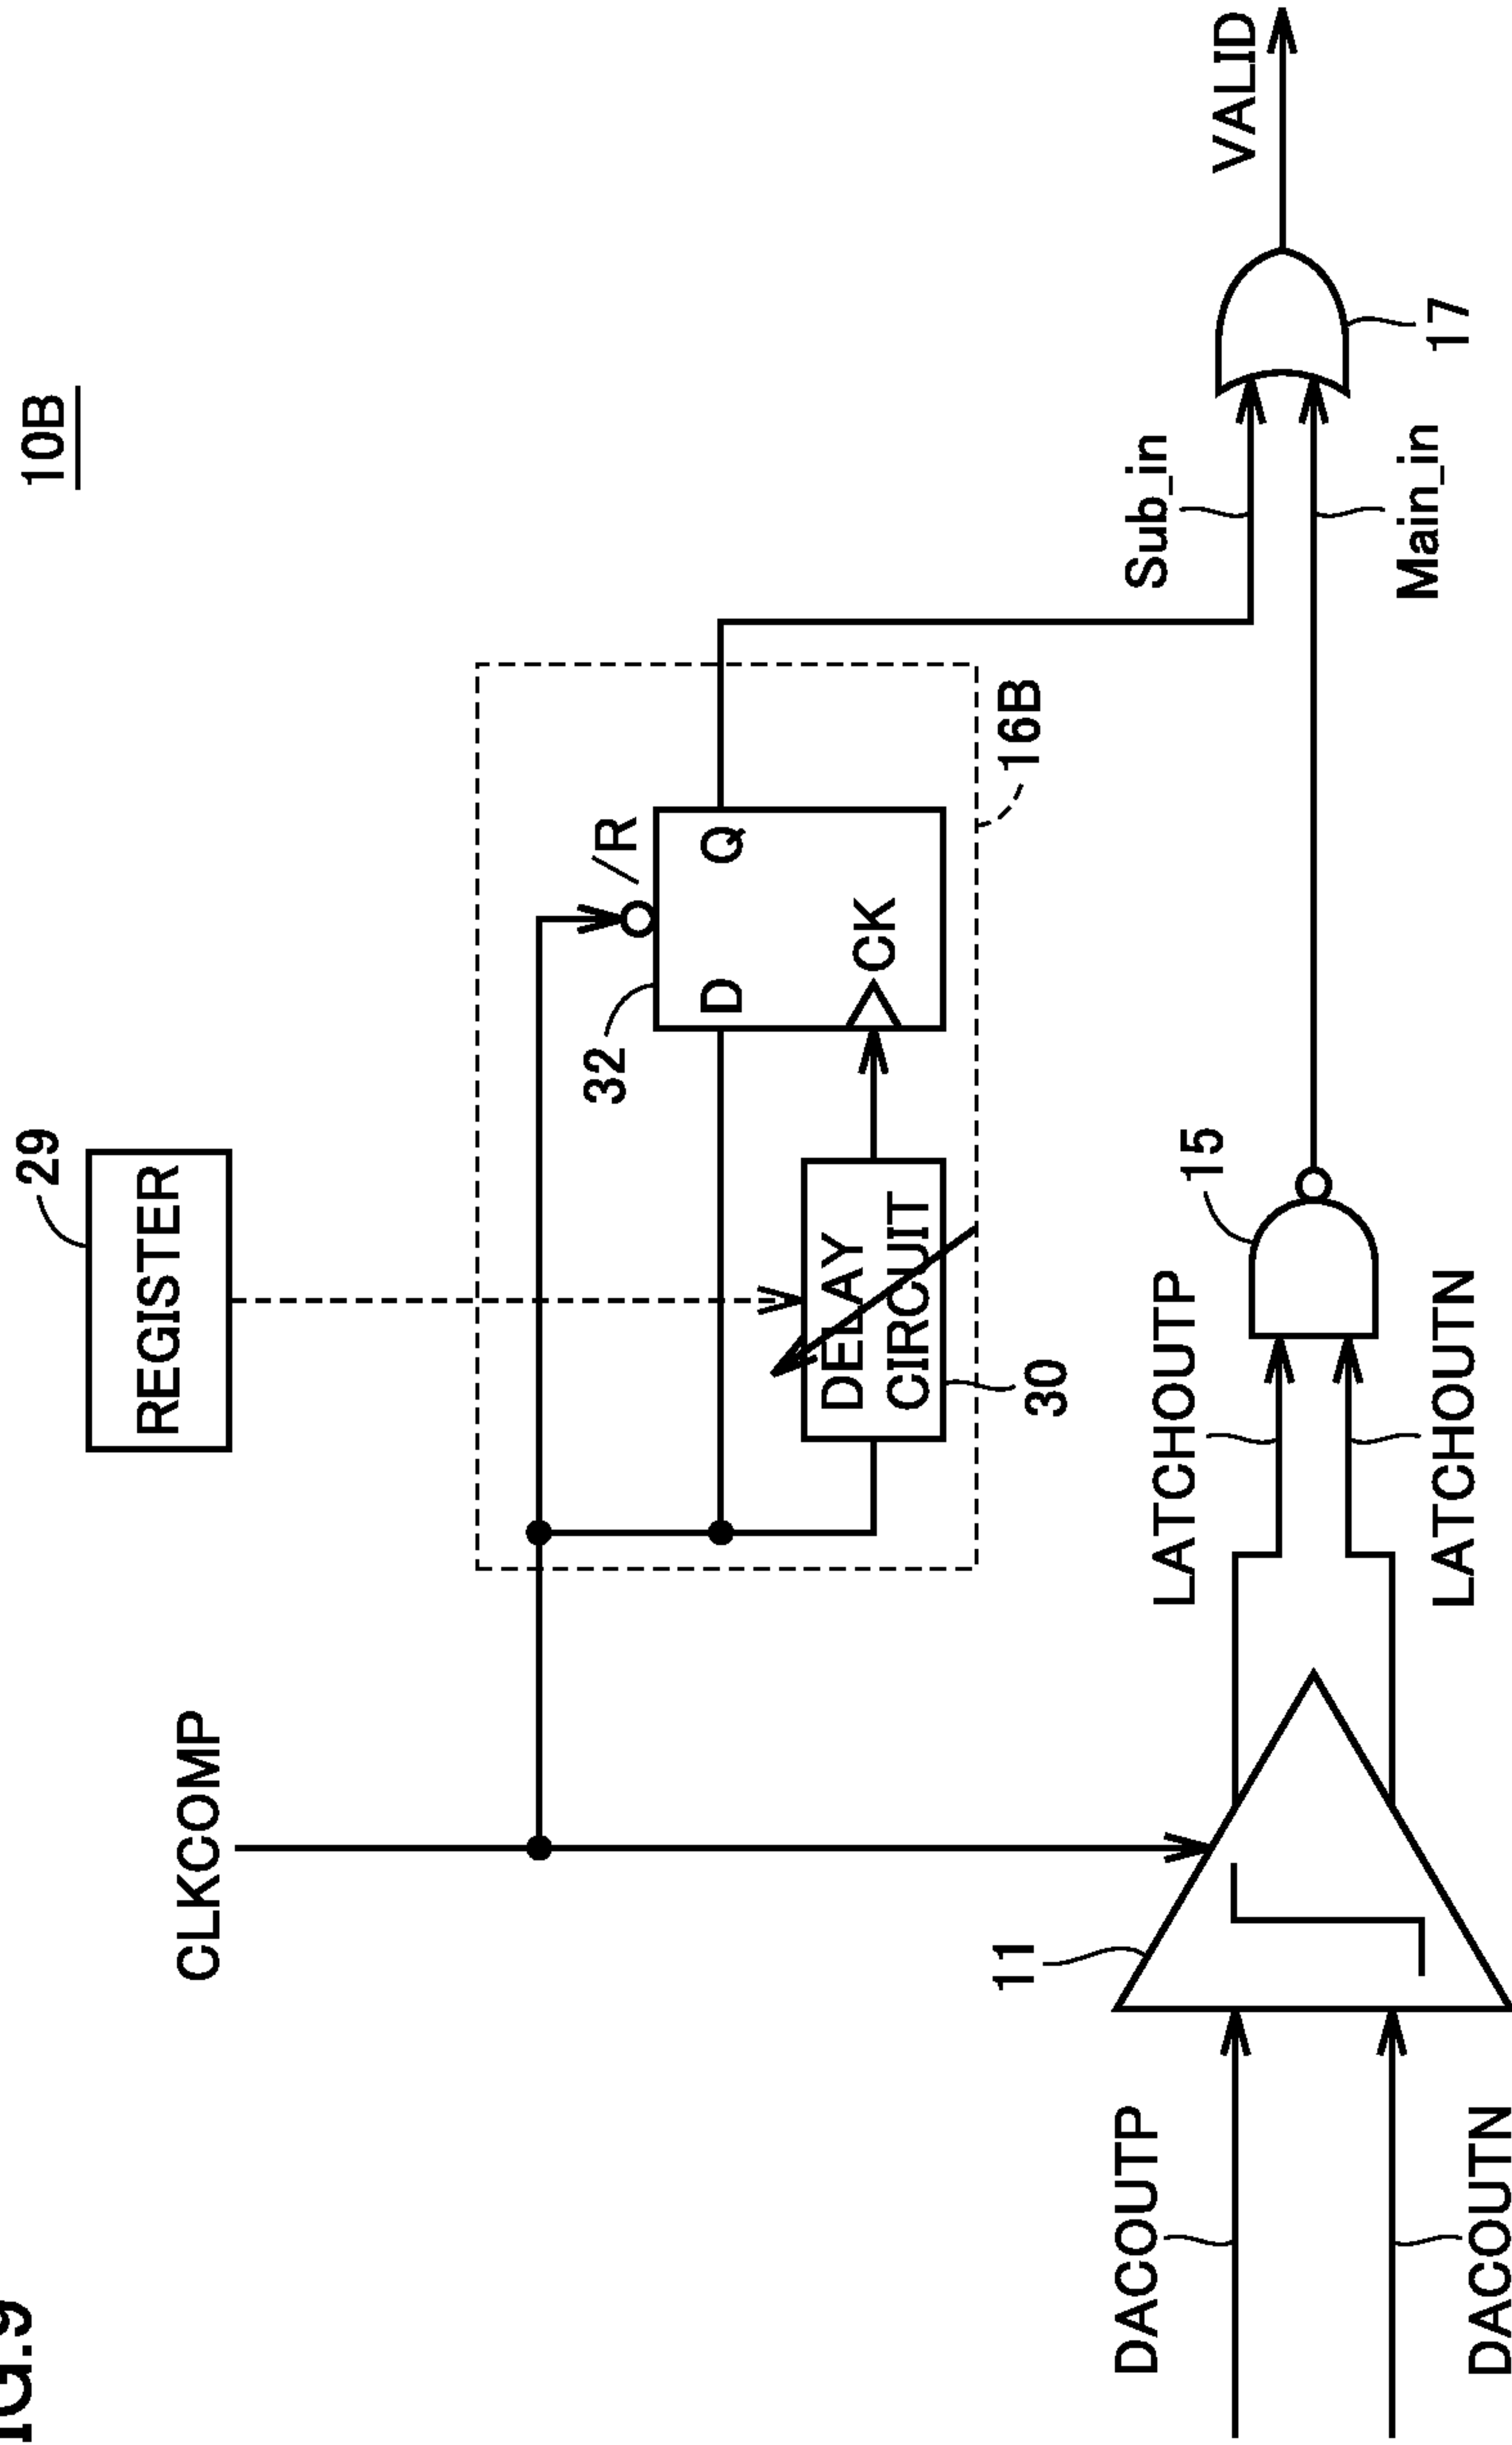 IG.9
10B
REGISTER
29
CLKCOMP
32
/R
D
Q
CK
DELAY
CIRCUIT
30
16B
Sub_in
VALID
17
Main_in
11
DACOUTP
DACOUTN
LATCHOUTP
LATCHOUTN
15